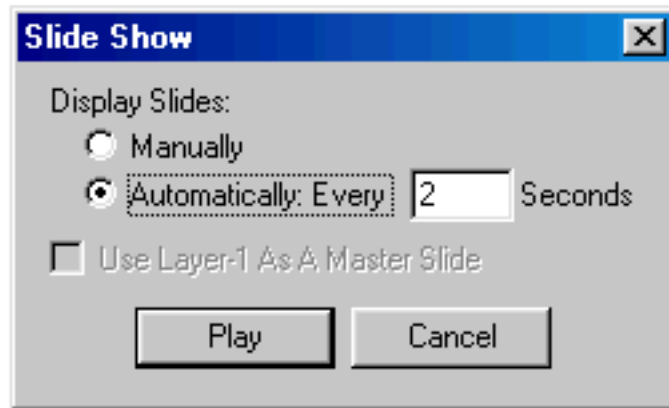 Slide Show
Display Slides:
Manually
Automatically: Every 2 Seconds
Use Layer-1 As A Master Slide
Play Cancel